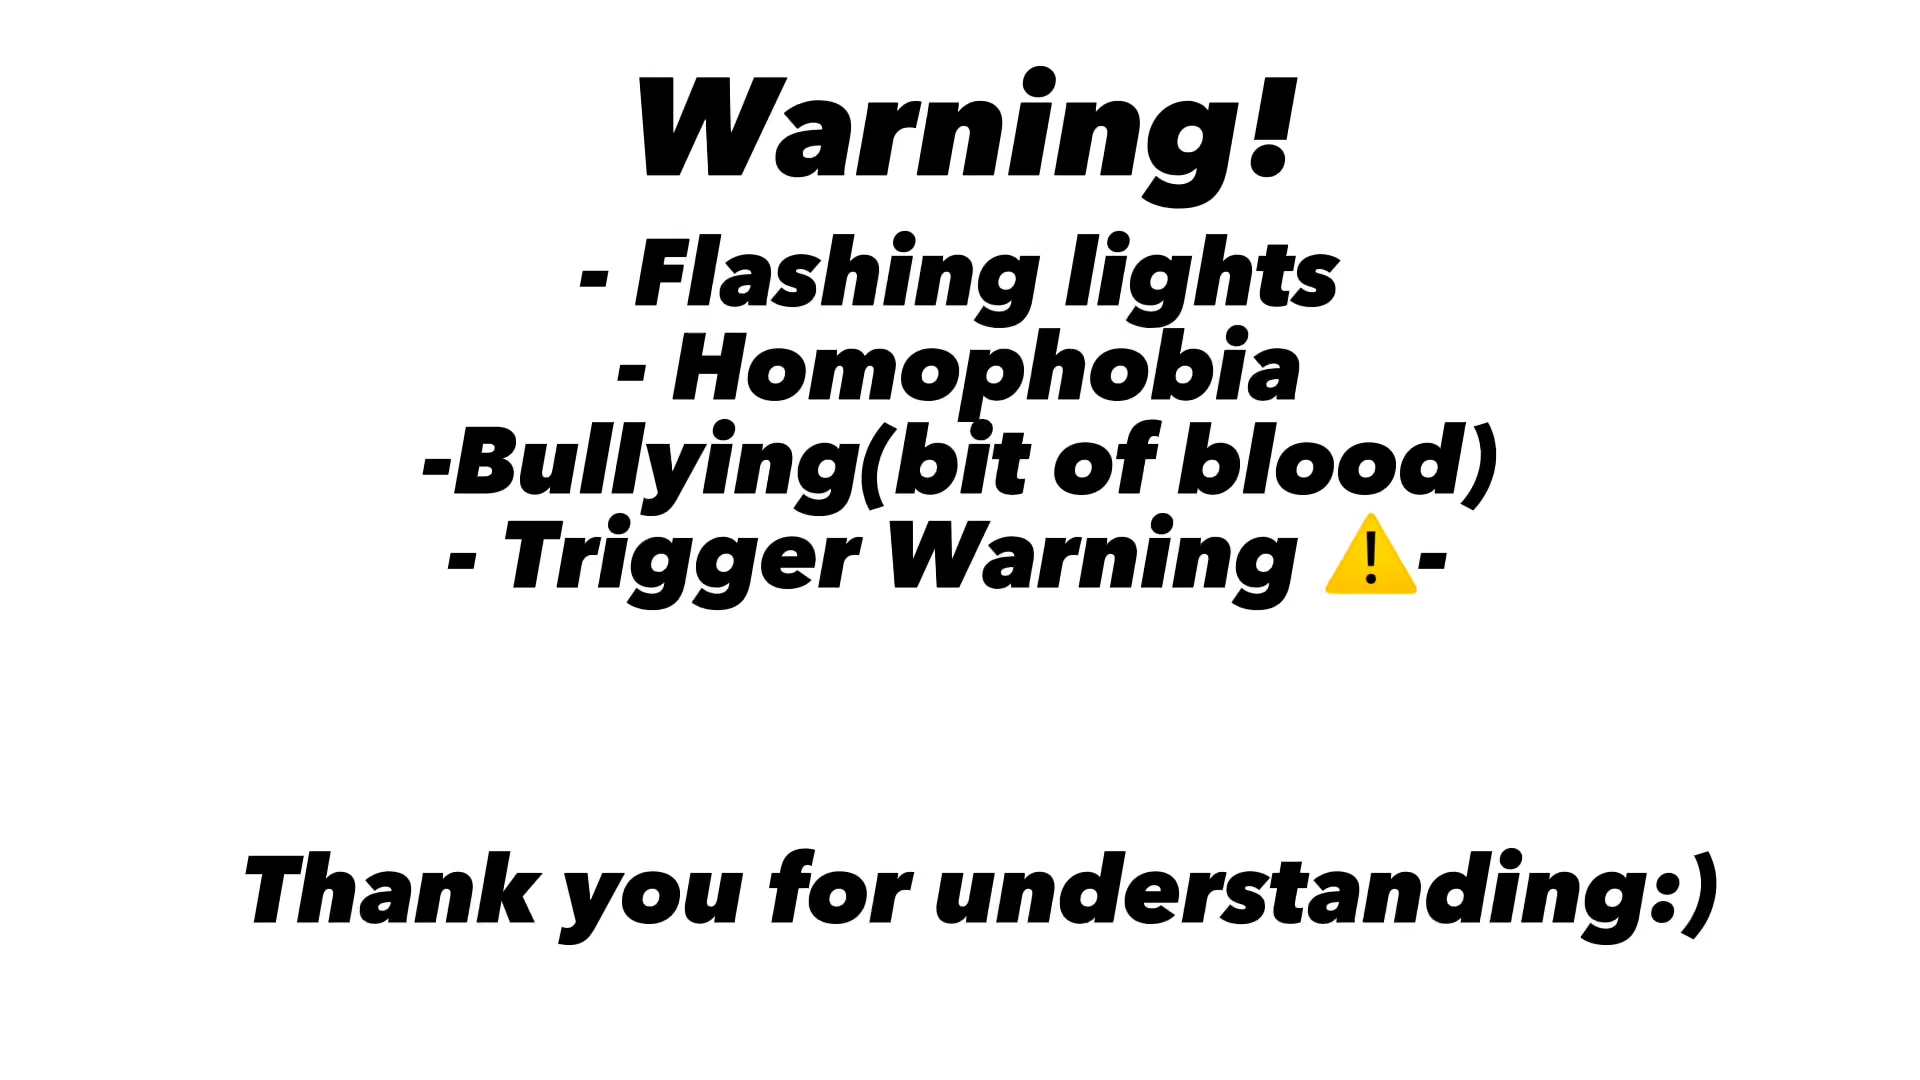 Warning!
- Flashing lights
- Homophobia
-Bullying(bit of blood)
- Trigger Warning ⚠️-
Thank you for understanding:)